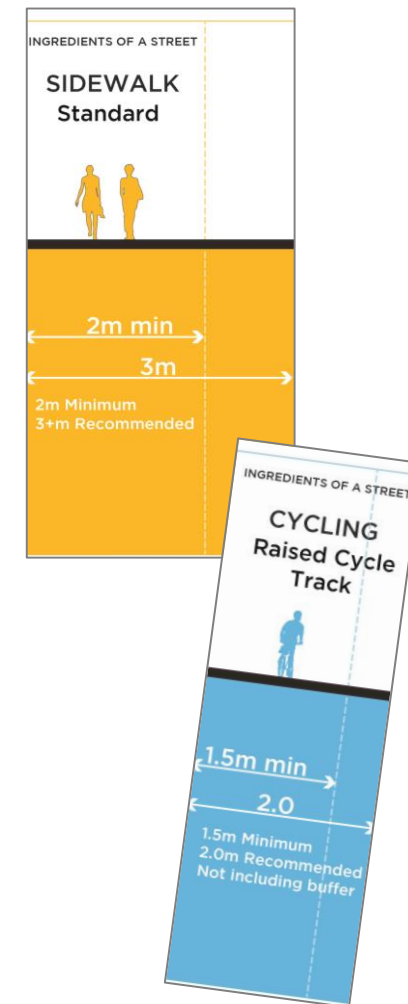 INGREDIENTS OF A STREET
SIDEWALK
Standard
2m min
3m
2m Minimum
3+m Recommended
INGREDIENTS OF A STREET
CYCLING
Raised Cycle
Track
1.5m min
2.0
1.5m Minimum
2.0m Recommended
Not including buffer